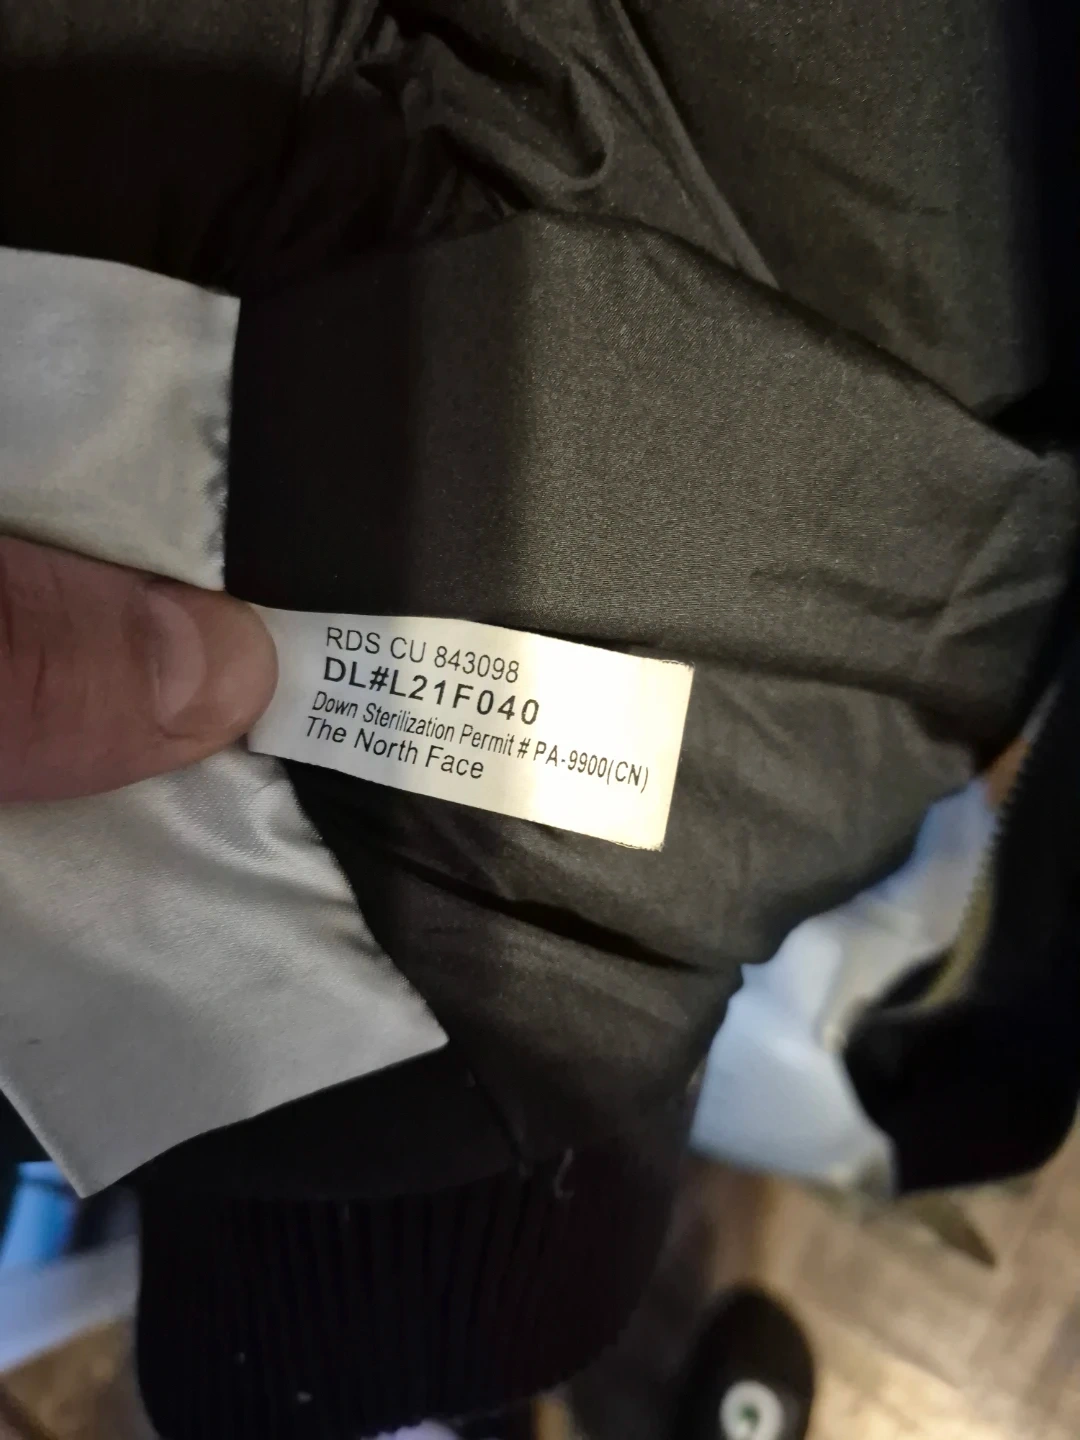 RDS CU 843098
DL#L21F040
Down Sterilization Permit # PA-9900(CN)
The North Face